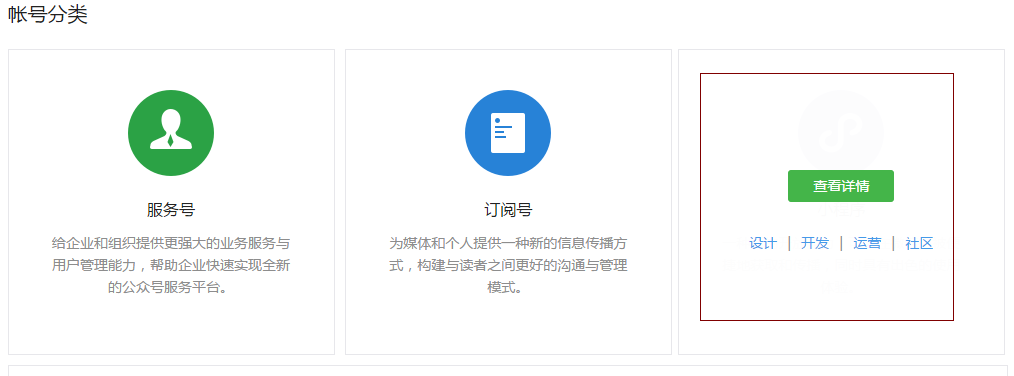 帐号分类
服务号
给企业和组织提供更强大的业务服务与
用户管理能力，帮助企业快速实现全新
的公众号服务平台。
订阅号
为媒体和个人提供一种新的信息传播方
式，构建与读者之间更好的沟通与管理
模式。
查看详情
设计 | 开发 | 运营 | 社区